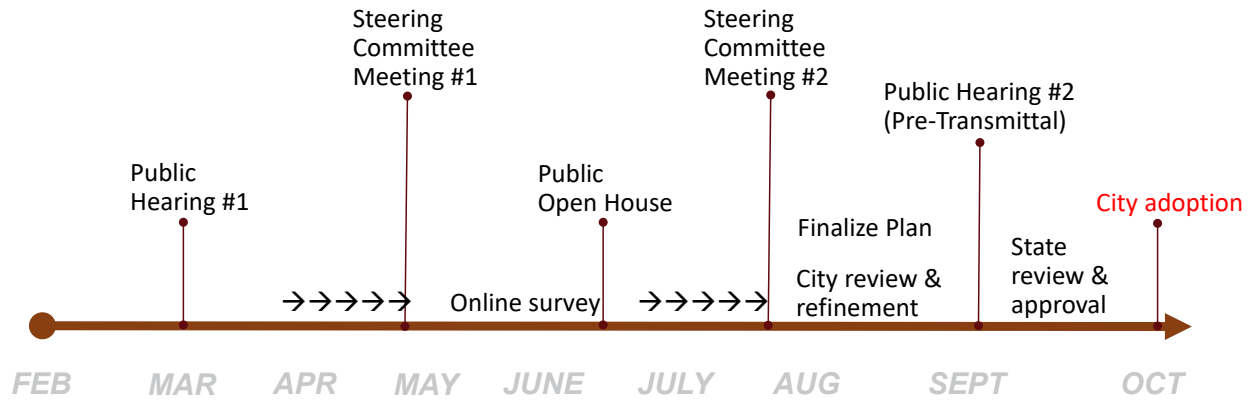 Steering
Committee
Meeting #1
Steering
Committee
Meeting #2
Public Hearing #2
(Pre-Transmittal)
Public
Hearing #1
Public
Open House
City adoption
Finalize Plan
State
review &
approval
City review &
refinement
→→→→→
Online survey
→→→→→
FEB
MAR
APR
MAY
JUNE
JULY
AUG
SEPT
OCT